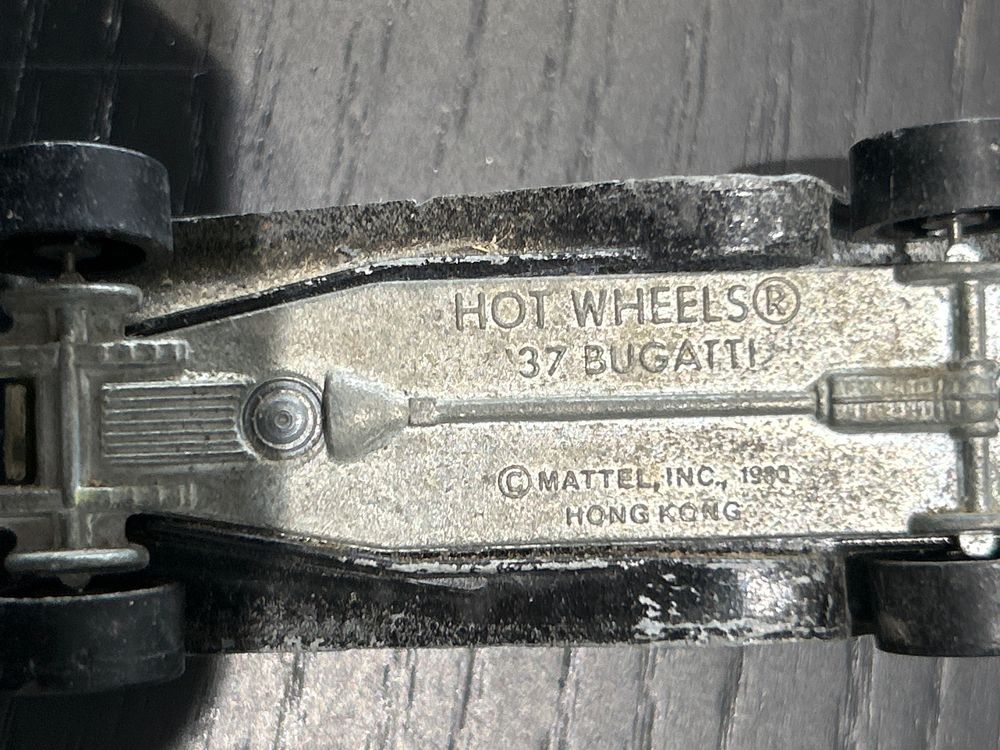 HOT WHEELS®
'37 BUGATTI
© MATTEL, INC., 1980
HONG KONG